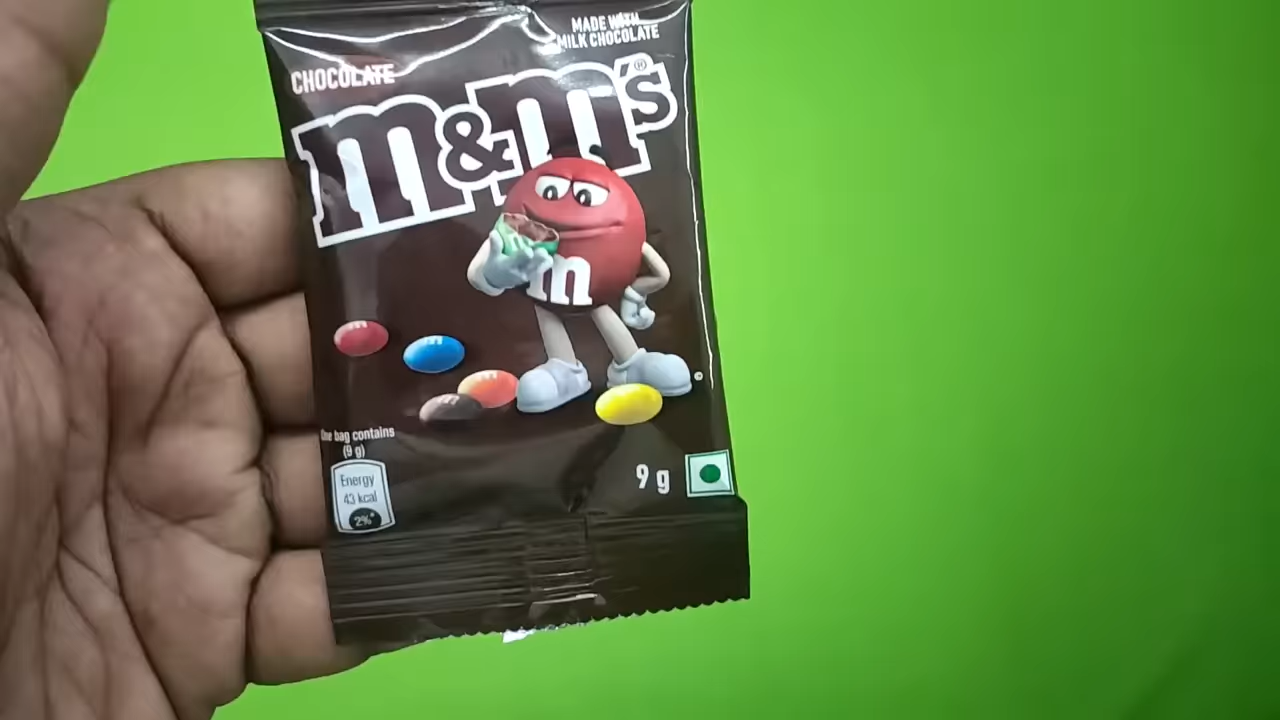 MADE WITH
MILK CHOCOLATE
CHOCOLATE
m&m's®
m
One bag contains
(9 g)
Energy
43 kcal
2%*
9 g